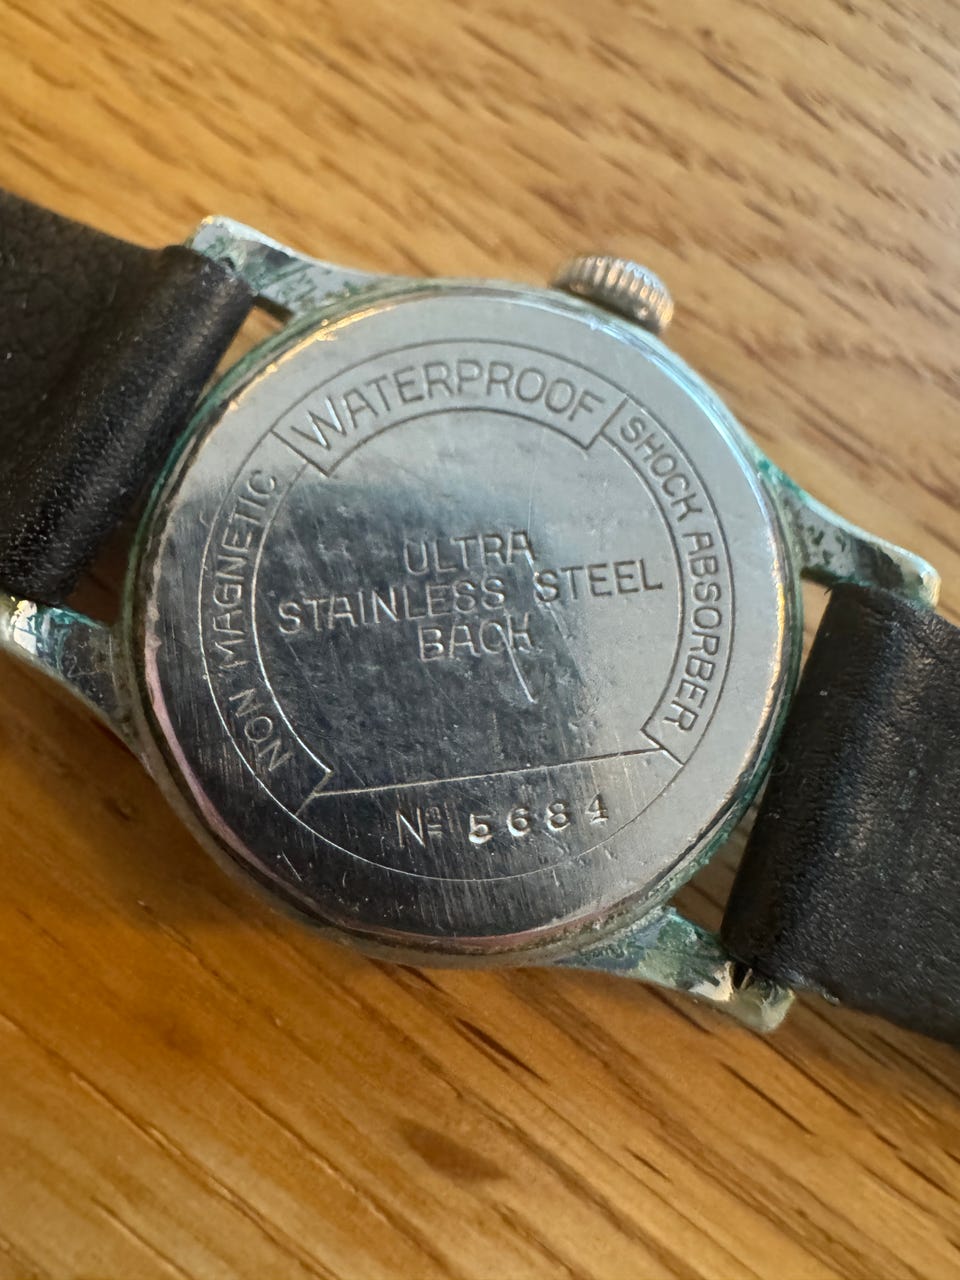 WATERPROOF
SHOCK ABSORBER
NON MAGNETIC
ULTRA
STAINLESS STEEL
BACK
Nº 5684